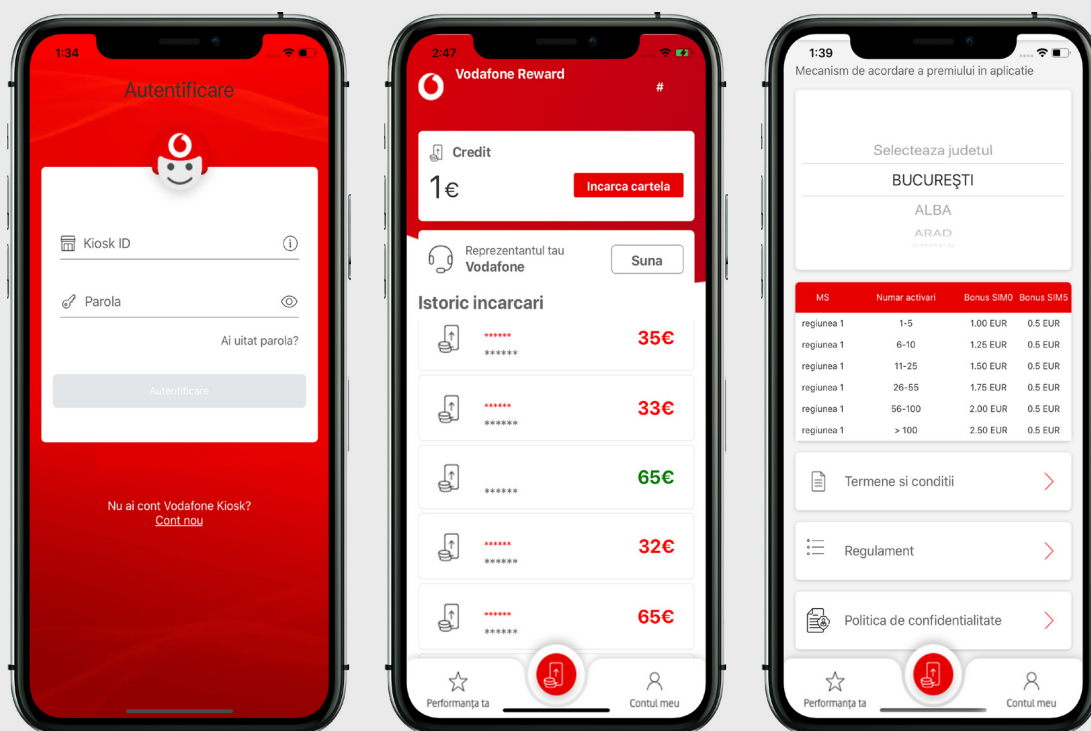 1:34
Autentificare
Kiosk ID
Parola
Ai uitat parola?
Autentificare
Nu ai cont Vodafone Kiosk?
Cont nou
2:47
Vodafone Reward
#
Credit
1€
Incarca cartela
Reprezentantul tau
Vodafone
Suna
Istoric incarcari
******
35€
******
******
33€
******
65€
******
******
32€
******
******
65€
******
Performanța ta
Contul meu
1:39
Mecanism de acordare a premiului in aplicatie
Selecteaza judetul
BUCUREŞTI
ALBA
ARAD
MS Numar activari Bonus SIM0 Bonus SIM5
regiunea 1 1-5 1.00 EUR 0.5 EUR
regiunea 1 6-10 1.25 EUR 0.5 EUR
regiunea 1 11-25 1.50 EUR 0.5 EUR
regiunea 1 26-55 1.75 EUR 0.5 EUR
regiunea 1 56-100 2.00 EUR 0.5 EUR
regiunea 1 > 100 2.50 EUR 0.5 EUR
Termene si conditii
Regulament
Politica de confidentialitate
Performanța ta
Contul meu